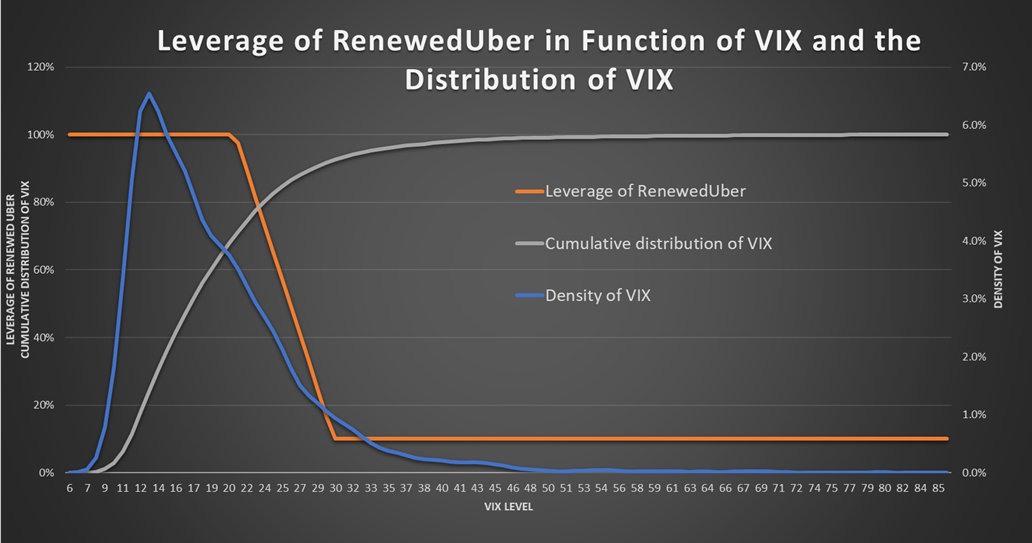 Leverage of RenewedUber in Function of VIX and the
Distribution of VIX
120%
100%
80%
60%
40%
20%
0%
LEVERAGE OF RENEWED UBER
CUMULATIVE DISTRIBUTION OF VIX
7.0%
6.0%
5.0%
4.0%
3.0%
2.0%
1.0%
0.0%
DENSITY OF VIX
Leverage of RenewedUber
Cumulative distribution of VIX
Density of VIX
6 7 9 11 12 14 16 17 19 20 22 24 25 27 29 30 32 33 35 37 38 40 41 43 45 46 48 50 51 53 54 56 58 59 61 63 64 66 67 69 71 72 74 75 77 79 80 82 84 85
VIX LEVEL